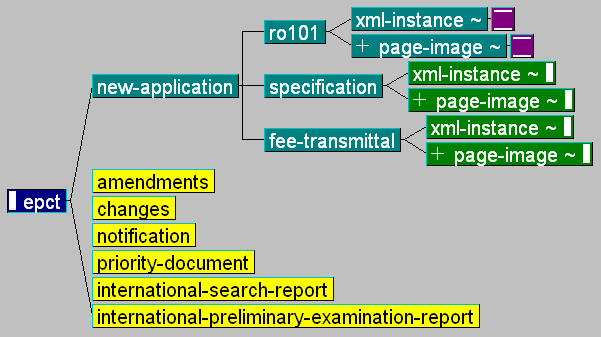 xml-instance ~
ro101
+ page-image ~
new-application
specification
xml-instance ~
+ page-image ~
fee-transmittal
xml-instance ~
+ page-image ~
epct
amendments
changes
notification
priority-document
international-search-report
international-preliminary-examination-report